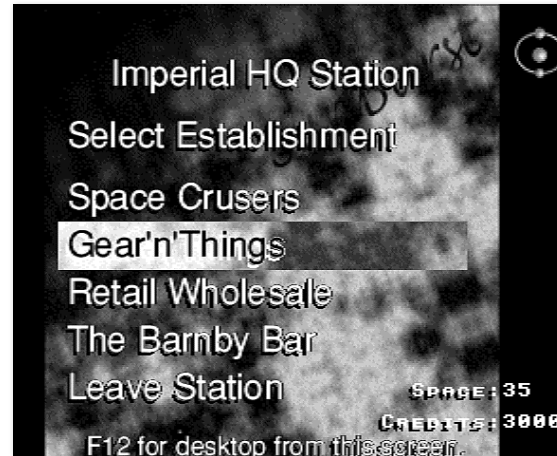 Imperial HQ Station
Select Establishment
Space Crusers
Gear'n'Things
Retail Wholesale
The Barnby Bar
Leave Station
SPACE:35
CREDITS:3000
F12 for desktop from this screen.